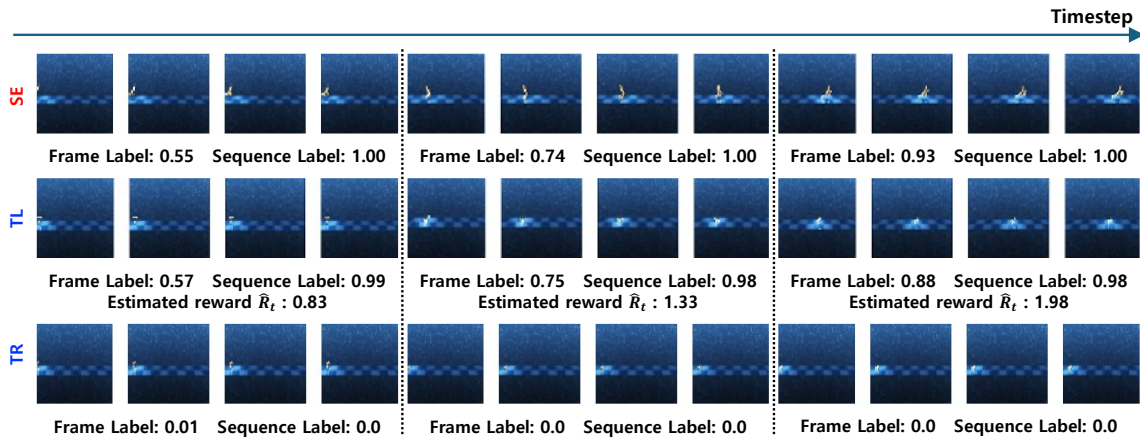 Timestep
SE
Frame Label: 0.55 Sequence Label: 1.00 Frame Label: 0.74 Sequence Label: 1.00 Frame Label: 0.93 Sequence Label: 1.00
TL
Frame Label: 0.57 Sequence Label: 0.99 Frame Label: 0.75 Sequence Label: 0.98 Frame Label: 0.88 Sequence Label: 0.98
Estimated reward R̂ₜ : 0.83 Estimated reward R̂ₜ : 1.33 Estimated reward R̂ₜ : 1.98
TR
Frame Label: 0.01 Sequence Label: 0.0 Frame Label: 0.0 Sequence Label: 0.0 Frame Label: 0.0 Sequence Label: 0.0